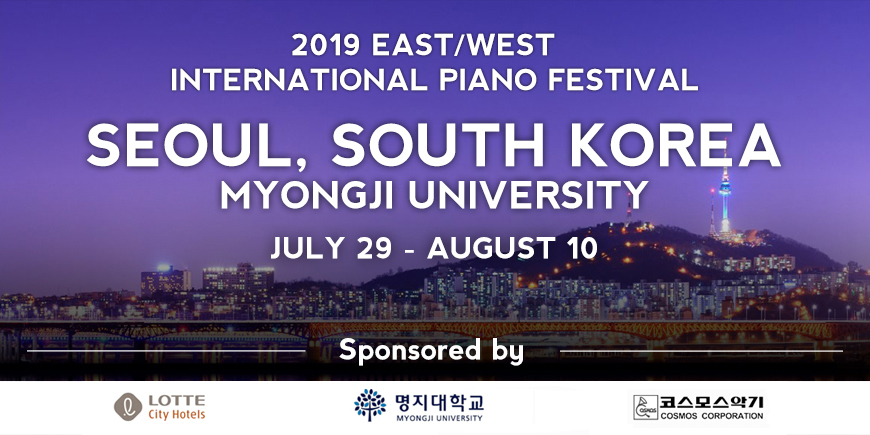 2019 EAST/WEST
INTERNATIONAL PIANO FESTIVAL
SEOUL, SOUTH KOREA
MYONGJI UNIVERSITY
JULY 29 - AUGUST 10
Sponsored by
LOTTE
City Hotels
명지대학교
MYONGJI UNIVERSITY
COSMOS
코스모스악기
COSMOS CORPORATION